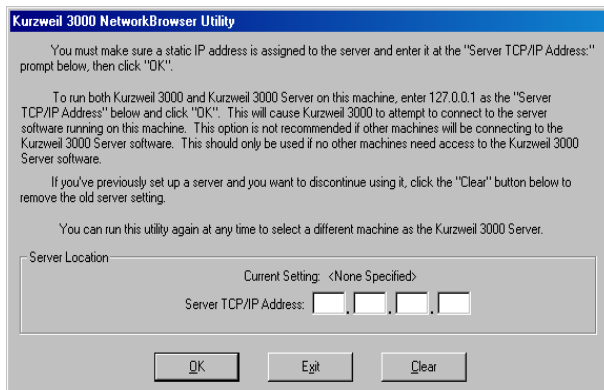 Kurzweil 3000 NetworkBrowser Utility
You must make sure a static IP address is assigned to the server and enter it at the "Server TCP/IP Address:"
prompt below, then click "OK".
To run both Kurzweil 3000 and Kurzweil 3000 Server on this machine, enter 127.0.0.1 as the "Server
TCP/IP Address" below and click "OK". This will cause Kurzweil 3000 to attempt to connect to the server
software running on this machine. This option is not recommended if other machines will be connecting to the
Kurzweil 3000 Server software. This should only be used if no other machines need access to the Kurzweil 3000
Server software.
If you've previously set up a server and you want to discontinue using it, click the "Clear" button below to
remove the old server setting.
You can run this utility again at any time to select a different machine as the Kurzweil 3000 Server.
Server Location
Current Setting: <None Specified>
Server TCP/IP Address: . . .
OK Exit Clear